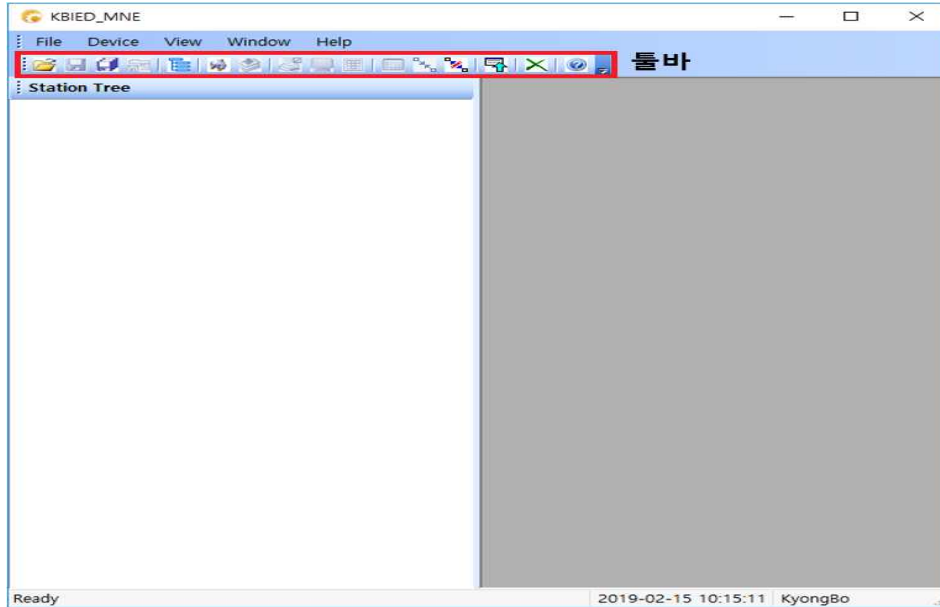 KBIED_MNE
File Device View Window Help
툴바
Station Tree
Ready 2019-02-15 10:15:11 KyongBo